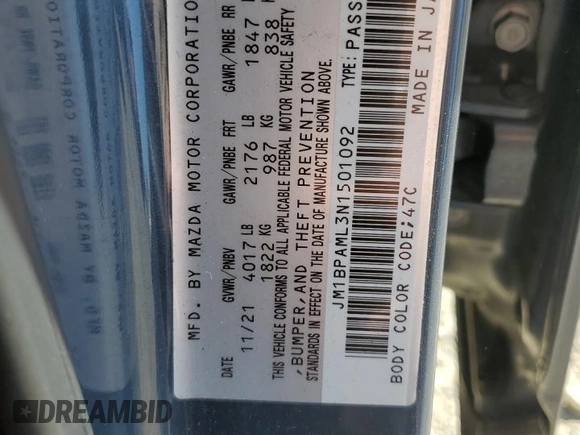 MFD. BY MAZDA MOTOR CORPORATION
DATE GVWR/PNBV GAWR/PNBE FRT GAWR/PNBE RR
11/21 4017 LB 2176 LB 1847
1822 KG 987 KG 838
THIS VEHICLE CONFORMS TO ALL APPLICABLE FEDERAL MOTOR VEHICLE SAFETY
,BUMPER,AND THEFT PREVENTION
STANDARDS IN EFFECT ON THE DATE OF MANUFACTURE SHOWN ABOVE.
JM1BPAML3N1501092 TYPE: PASS
BODY COLOR CODE;47C MADE IN JA
DREAMBID